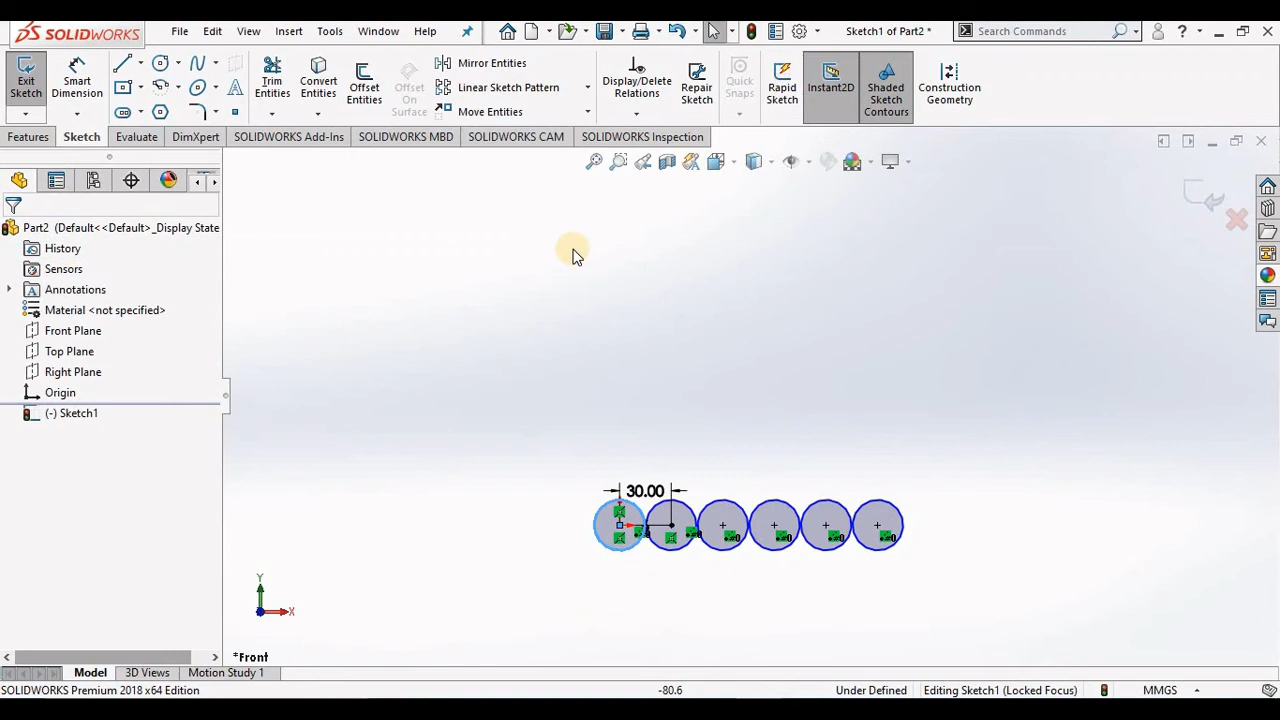 SOLIDWORKS File Edit View Insert Tools Window Help Sketch1 of Part2 * Search Commands
Exit Sketch Smart Dimension Trim Entities Convert Entities Offset Entities Offset On Surface Mirror Entities Linear Sketch Pattern Move Entities Display/Delete Relations Repair Sketch Quick Snaps Rapid Sketch Instant2D Shaded Sketch Contours Construction Geometry
Features Sketch Evaluate DimXpert SOLIDWORKS Add-Ins SOLIDWORKS MBD SOLIDWORKS CAM SOLIDWORKS Inspection
Part2 (Default<<Default>_Display State
History
Sensors
Annotations
Material <not specified>
Front Plane
Top Plane
Right Plane
Origin
(-) Sketch1
30.00
Y
X
*Front
Model 3D Views Motion Study 1
SOLIDWORKS Premium 2018 x64 Edition -80.6 Under Defined Editing Sketch1 (Locked Focus) MMGS